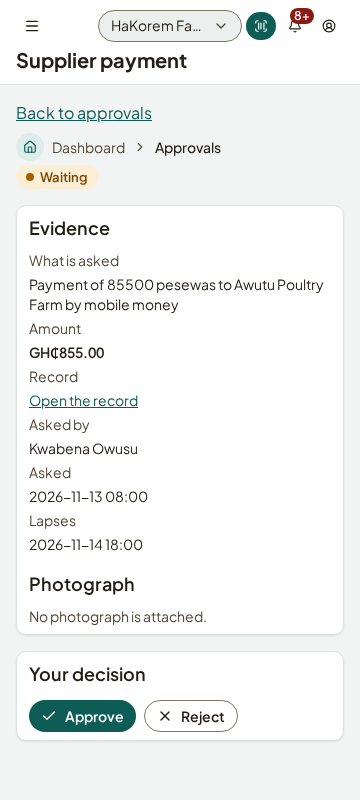 HaKorem Fa...
8+
Supplier payment
Back to approvals
Dashboard
Approvals
Waiting
Evidence
What is asked
Payment of 85500 pesewas to Awutu Poultry
Farm by mobile money
Amount
GH₵855.00
Record
Open the record
Asked by
Kwabena Owusu
Asked
2026-11-13 08:00
Lapses
2026-11-14 18:00
Photograph
No photograph is attached.
Your decision
Approve
Reject